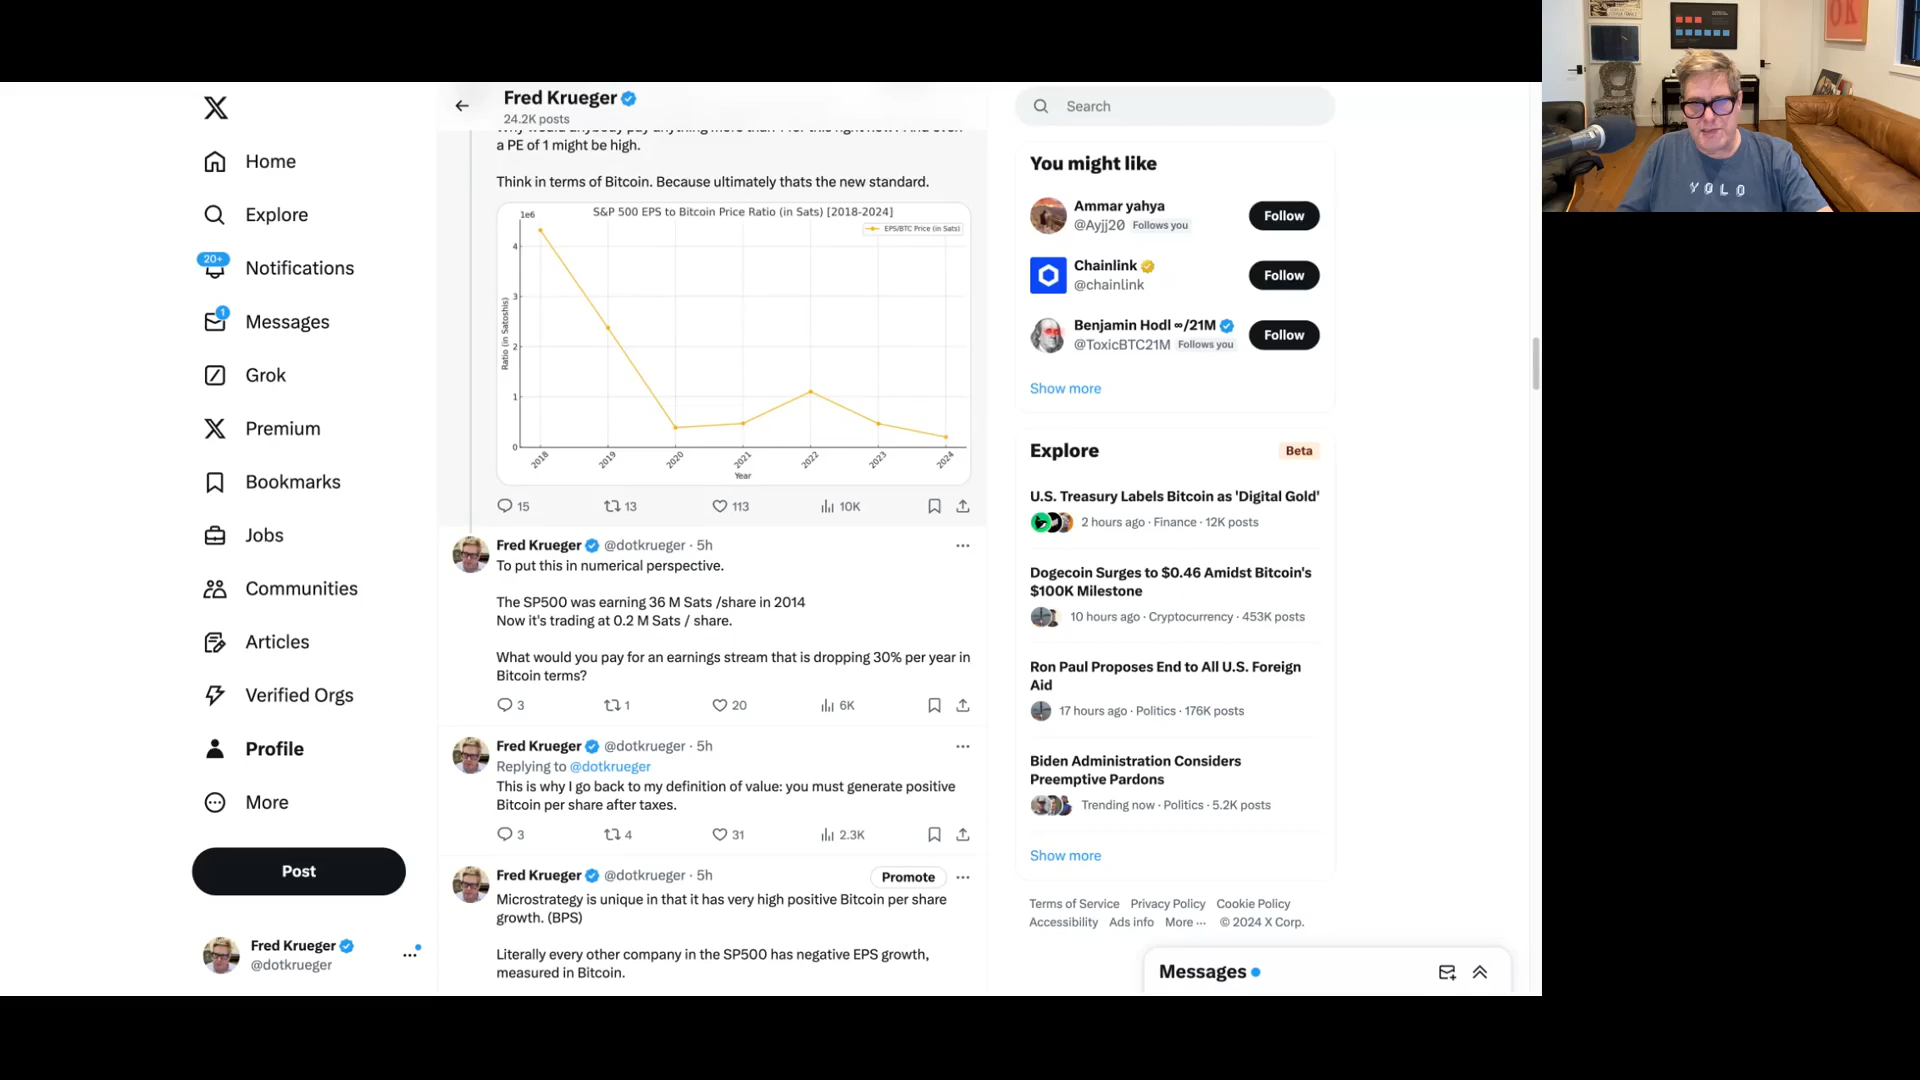 Home
Explore
20+
Notifications
1
Messages
Grok
Premium
Bookmarks
Jobs
Communities
Articles
Verified Orgs
Profile
More
Post
Fred Krueger
@dotkrueger
Fred Krueger
24.2K posts
a PE of 1 might be high.
Think in terms of Bitcoin. Because ultimately thats the new standard.
S&P 500 EPS to Bitcoin Price Ratio (in Sats) [2018-2024]
1e6
EPS/BTC Price (in Sats)
4
3
2
1
0
Ratio (in Satoshis)
2018 2019 2020 2021 2022 2023 2024
Year
15 13 113 10K
Fred Krueger @dotkrueger · 5h
To put this in numerical perspective.
The SP500 was earning 36 M Sats /share in 2014
Now it's trading at 0.2 M Sats / share.
What would you pay for an earnings stream that is dropping 30% per year in
Bitcoin terms?
3 1 20 6K
Fred Krueger @dotkrueger · 5h
Replying to @dotkrueger
This is why I go back to my definition of value: you must generate positive
Bitcoin per share after taxes.
3 4 31 2.3K
Fred Krueger @dotkrueger · 5h
Promote
Microstrategy is unique in that it has very high positive Bitcoin per share
growth. (BPS)
Literally every other company in the SP500 has negative EPS growth,
measured in Bitcoin.
Search
You might like
Ammar yahya
@Ayjj20 Follows you
Follow
Chainlink
@chainlink
Follow
Benjamin Hodl ∞/21M
@ToxicBTC21M Follows you
Follow
Show more
Explore
Beta
U.S. Treasury Labels Bitcoin as 'Digital Gold'
2 hours ago · Finance · 12K posts
Dogecoin Surges to $0.46 Amidst Bitcoin's
$100K Milestone
10 hours ago · Cryptocurrency · 453K posts
Ron Paul Proposes End to All U.S. Foreign
Aid
17 hours ago · Politics · 176K posts
Biden Administration Considers
Preemptive Pardons
Trending now · Politics · 5.2K posts
Show more
Terms of Service Privacy Policy Cookie Policy
Accessibility Ads info More ··· © 2024 X Corp.
Messages
OK
YOLO